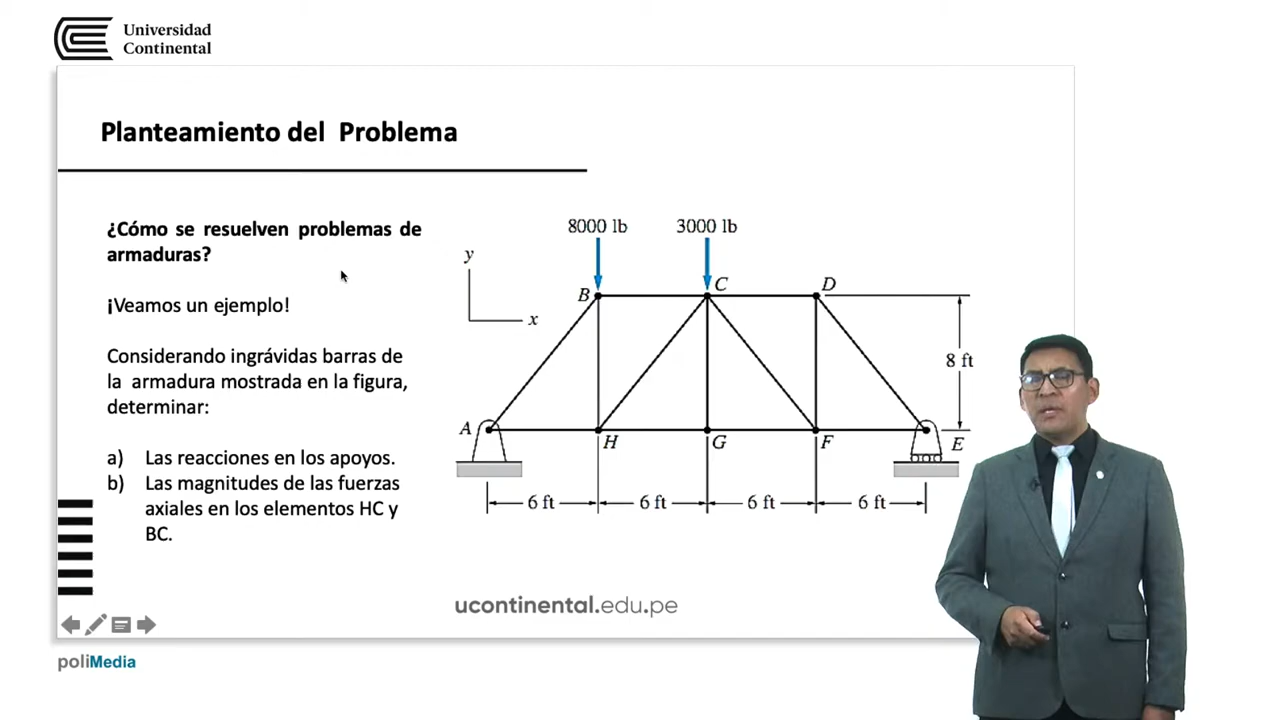 Universidad
Continental
Planteamiento del Problema
¿Cómo se resuelven problemas de
armaduras?
¡Veamos un ejemplo!
Considerando ingrávidas barras de
la armadura mostrada en la figura,
determinar:
a) Las reacciones en los apoyos.
b) Las magnitudes de las fuerzas
axiales en los elementos HC y
BC.
8000 lb
3000 lb
y
x
B
C
D
8 ft
A
H
G
F
E
6 ft
6 ft
6 ft
6 ft
ucontinental.edu.pe
poliMedia